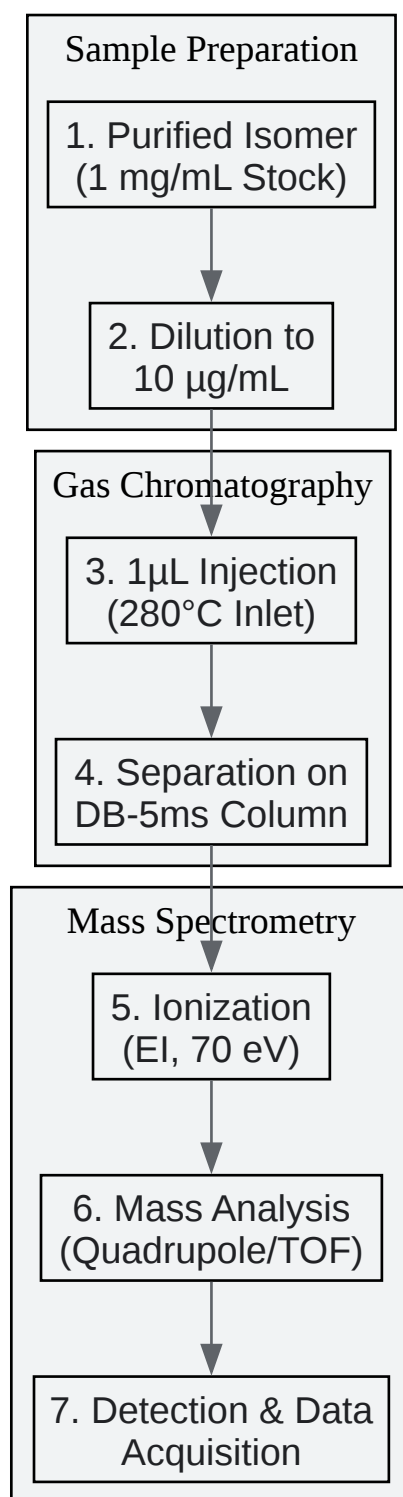 Sample Preparation
1. Purified Isomer
(1 mg/mL Stock)
2. Dilution to
10 µg/mL
Gas Chromatography
3. 1µL Injection
(280°C Inlet)
4. Separation on
DB-5ms Column
Mass Spectrometry
5. Ionization
(EI, 70 eV)
6. Mass Analysis
(Quadrupole/TOF)
7. Detection & Data
Acquisition